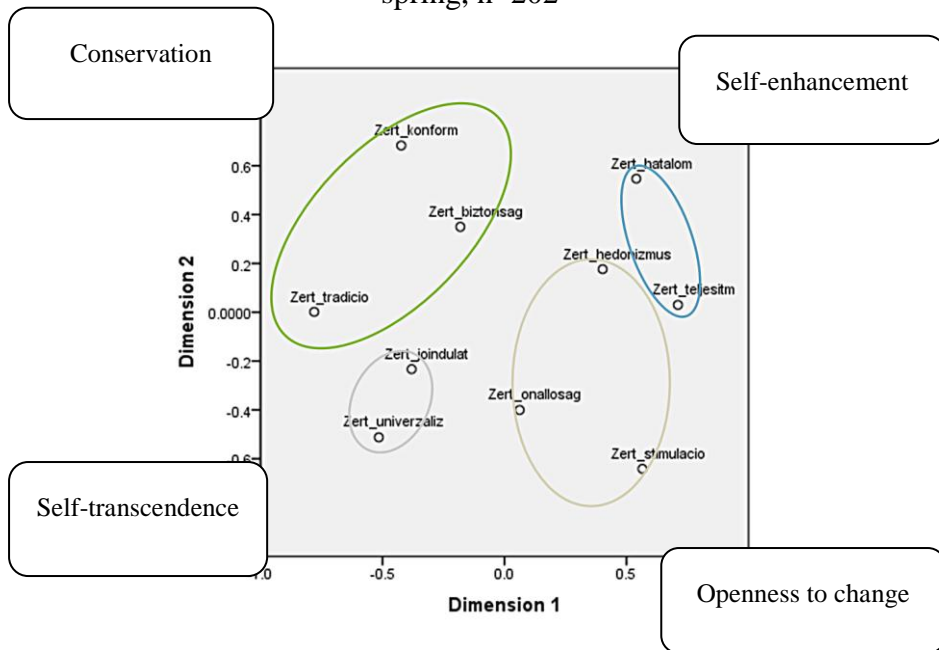 spring, n=262
Conservation
Self-enhancement
Zert_konform
Zert_hatalom
0.6
Zert_biztonsag
0.4
Zert_hedonizmus
0.2
Zert_teljesitm
Zert_tradicio
0.0000
Dimension 2
-0.2
Zert_joindulat
Zert_onallosag
-0.4
Zert_univerzaliz
Zert_stimulacio
Self-transcendence
-0.5
0.0
0.5
Dimension 1
Openness to change